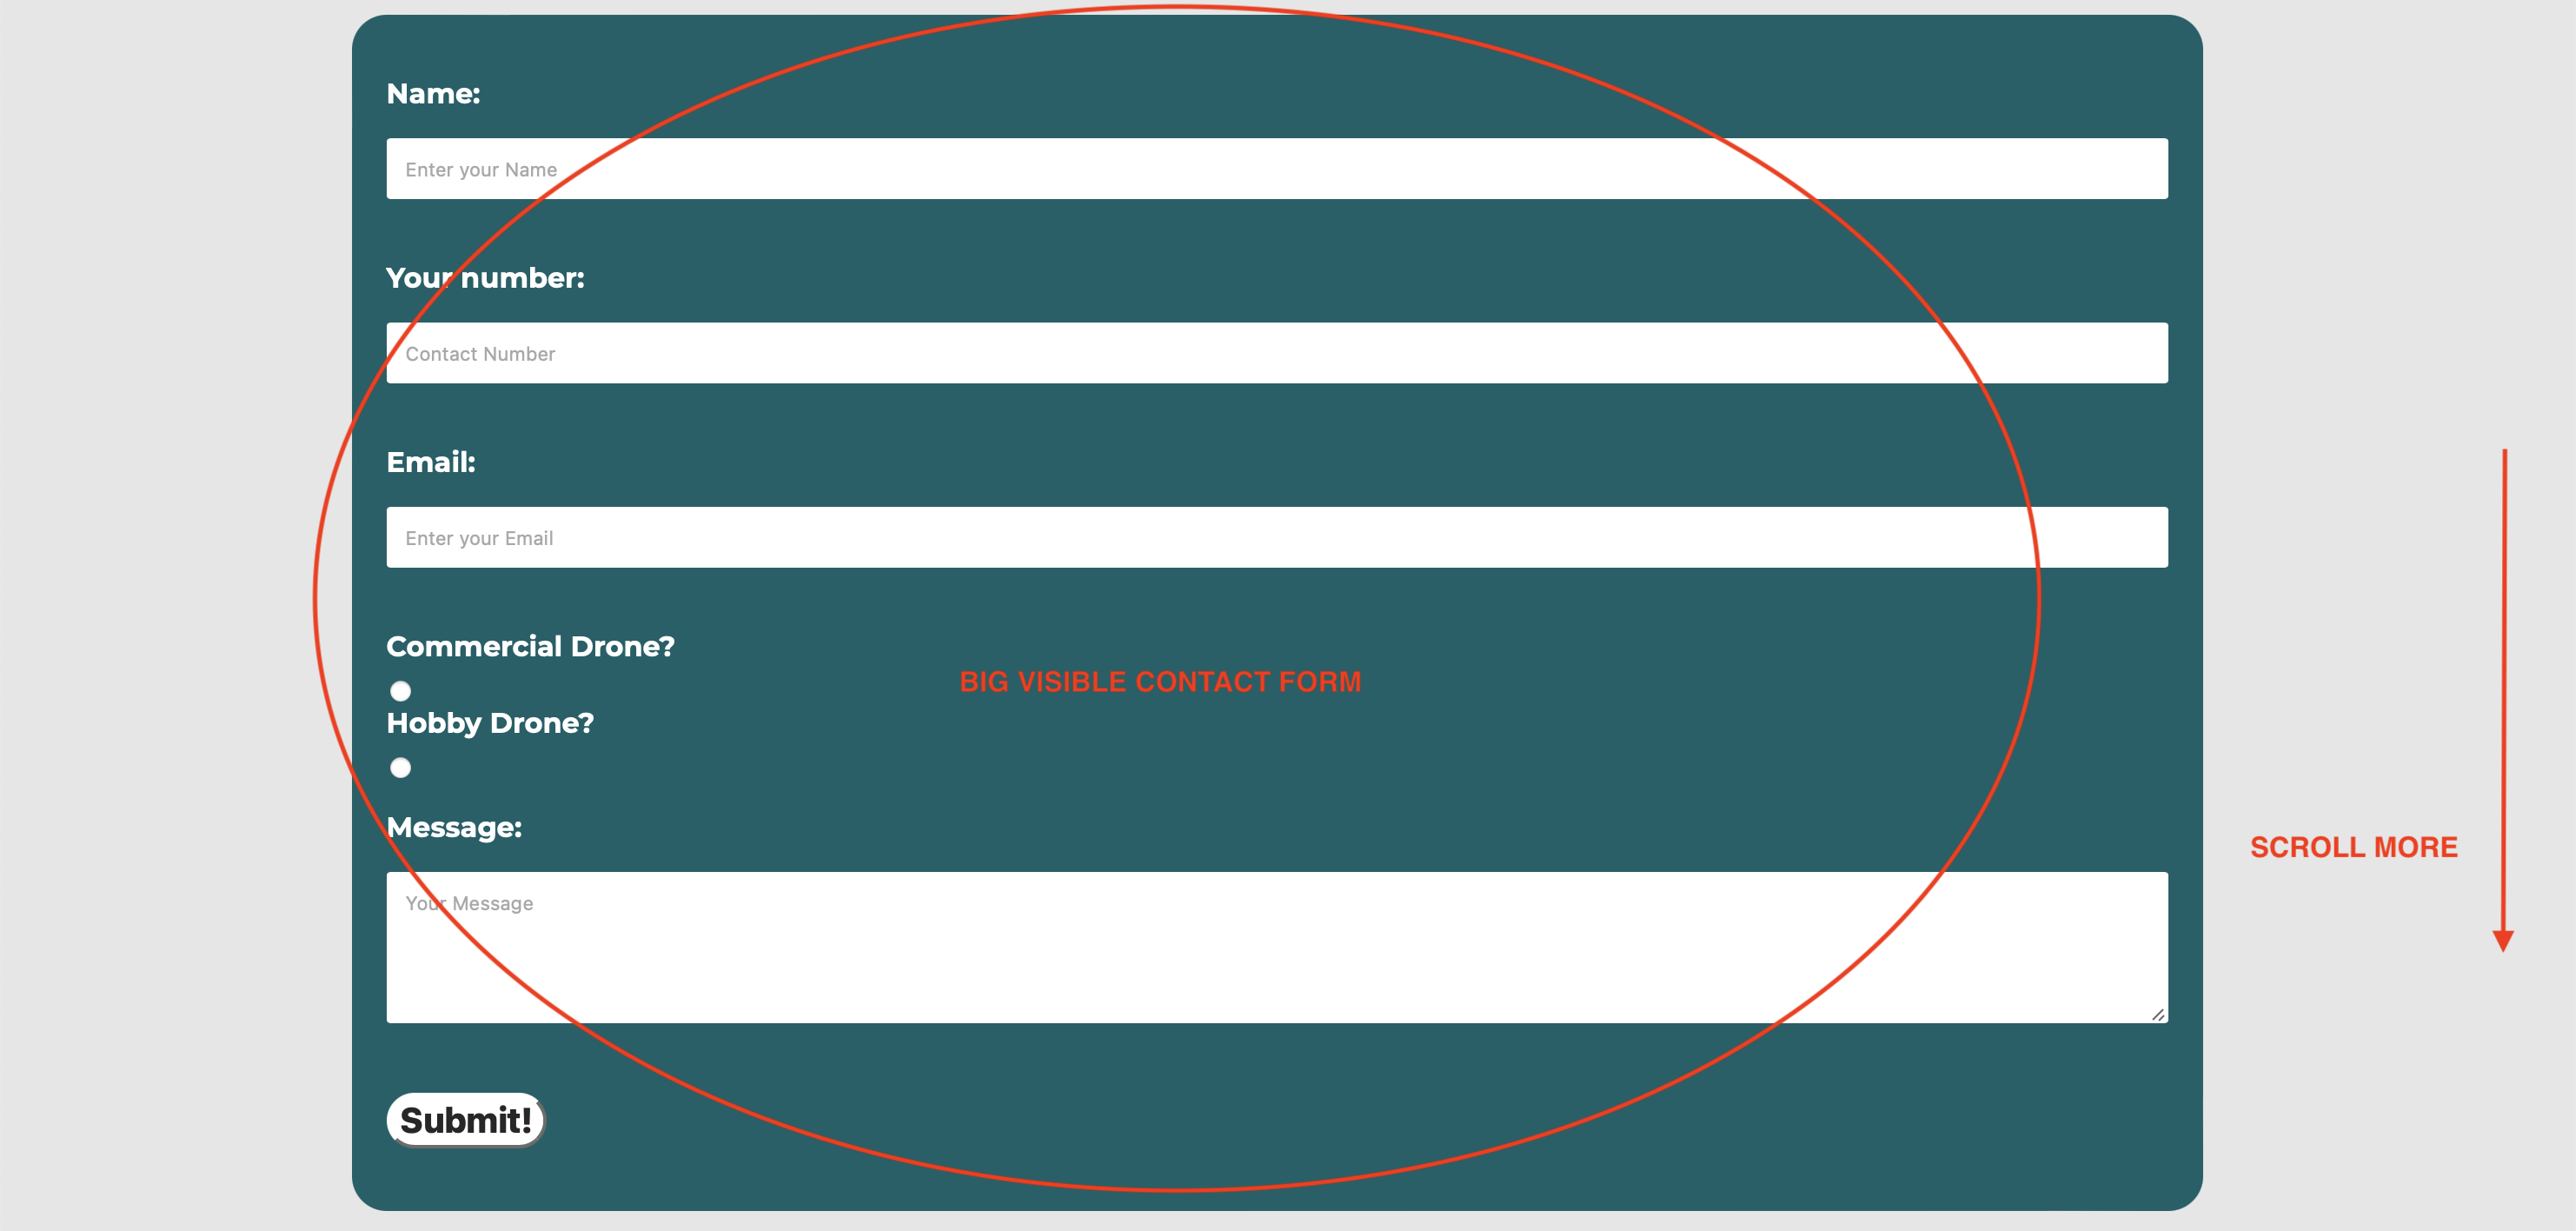 Name:
Enter your Name
Your number:
Contact Number
Email:
Enter your Email
Commercial Drone?
BIG VISIBLE CONTACT FORM
Hobby Drone?
Message:
SCROLL MORE
Your Message
Submit!